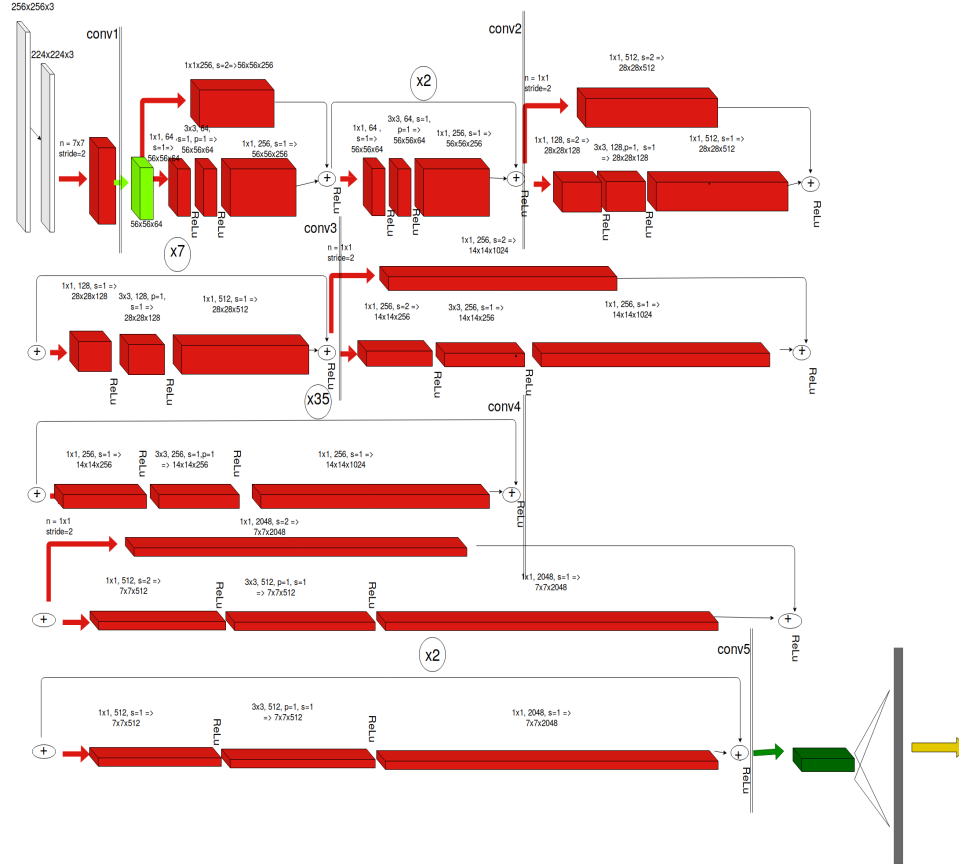 256x256x3
224x224x3
conv1
n = 7x7
stride=2
1x1x256, s=2=>56x56x256
1x1, 64 ,
s=1=>
56x56x64
3x3, 64,
s=1, p=1 =>
56x56x64
1x1, 256, s=1 =>
56x56x256
56x56x64
ReLu
ReLu
+
ReLu
x2
1x1, 64 ,
s=1=>
56x56x64
3x3, 64, s=1,
p=1 =>
56x56x64
1x1, 256, s=1 =>
56x56x256
ReLu
ReLu
+
ReLu
conv2
n = 1x1
stride=2
1x1, 512, s=2 =>
28x28x512
1x1, 128, s=2 =>
28x28x128
3x3, 128,p=1, s=1
=> 28x28x128
1x1, 512, s=1 =>
28x28x512
ReLu
ReLu
+
ReLu
x7
+
1x1, 128, s=1 =>
28x28x128
3x3, 128, p=1,
s=1 =>
28x28x128
1x1, 512, s=1 =>
28x28x512
ReLu
ReLu
+
ReLu
conv3
n = 1x1
stride=2
1x1, 256, s=2 =>
14x14x1024
1x1, 256, s=2 =>
14x14x256
3x3, 256, s=1 =>
14x14x256
1x1, 256, s=1 =>
14x14x1024
ReLu
ReLu
+
ReLu
x35
+
1x1, 256, s=1 =>
14x14x256
ReLu
3x3, 256, s=1,p=1
=> 14x14x256
ReLu
1x1, 256, s=1 =>
14x14x1024
+
ReLu
conv4
n = 1x1
stride=2
1x1, 2048, s=2 =>
7x7x2048
+
1x1, 512, s=2 =>
7x7x512
ReLu
3x3, 512, p=1, s=1
=> 7x7x512
ReLu
1x1, 2048, s=1 =>
7x7x2048
+
ReLu
x2
+
1x1, 512, s=1 =>
7x7x512
ReLu
3x3, 512, p=1, s=1
=> 7x7x512
ReLu
1x1, 2048, s=1 =>
7x7x2048
+
ReLu
conv5